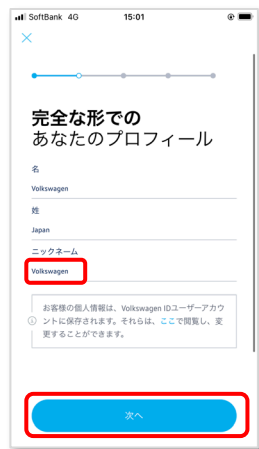 SoftBank 4G 15:01
完全な形での
あなたのプロフィール
名
Volkswagen
姓
Japan
ニックネーム
Volkswagen
お客様の個人情報は、Volkswagen IDユーザーアカウ
ントに保存されます。それらは、ここで閲覧し、変
更することができます。
次へ